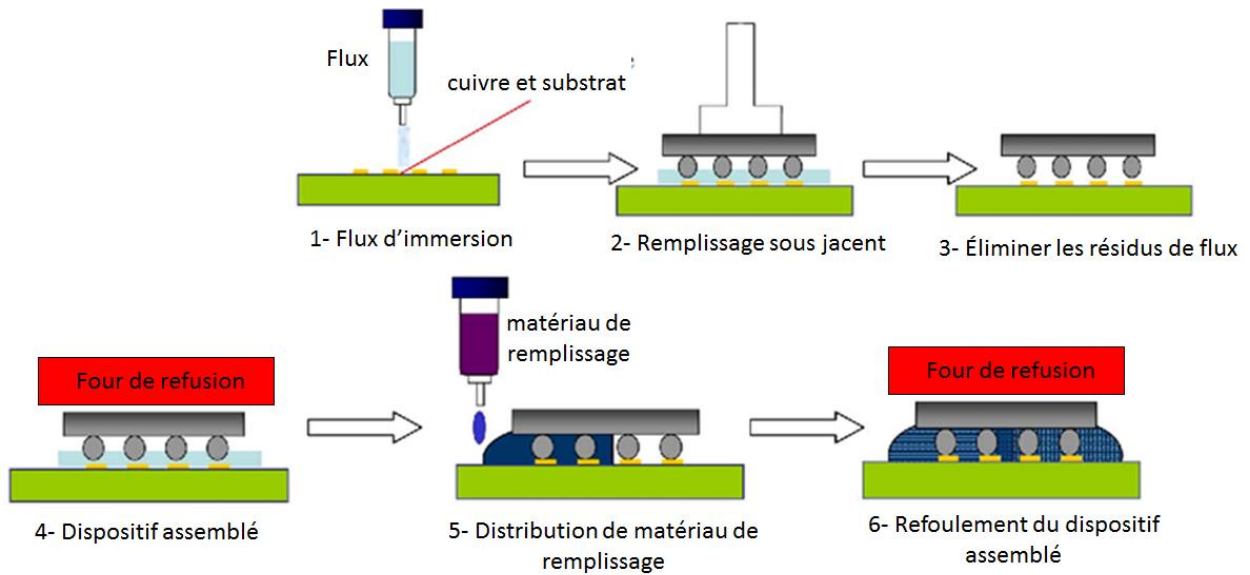 Flux
cuivre et substrat
1- Flux d’immersion
2- Remplissage sous jacent
3- Éliminer les résidus de flux
Four de refusion
4- Dispositif assemblé
matériau de
remplissage
5- Distribution de matériau de
remplissage
Four de refusion
6- Refoulement du dispositif
assemblé